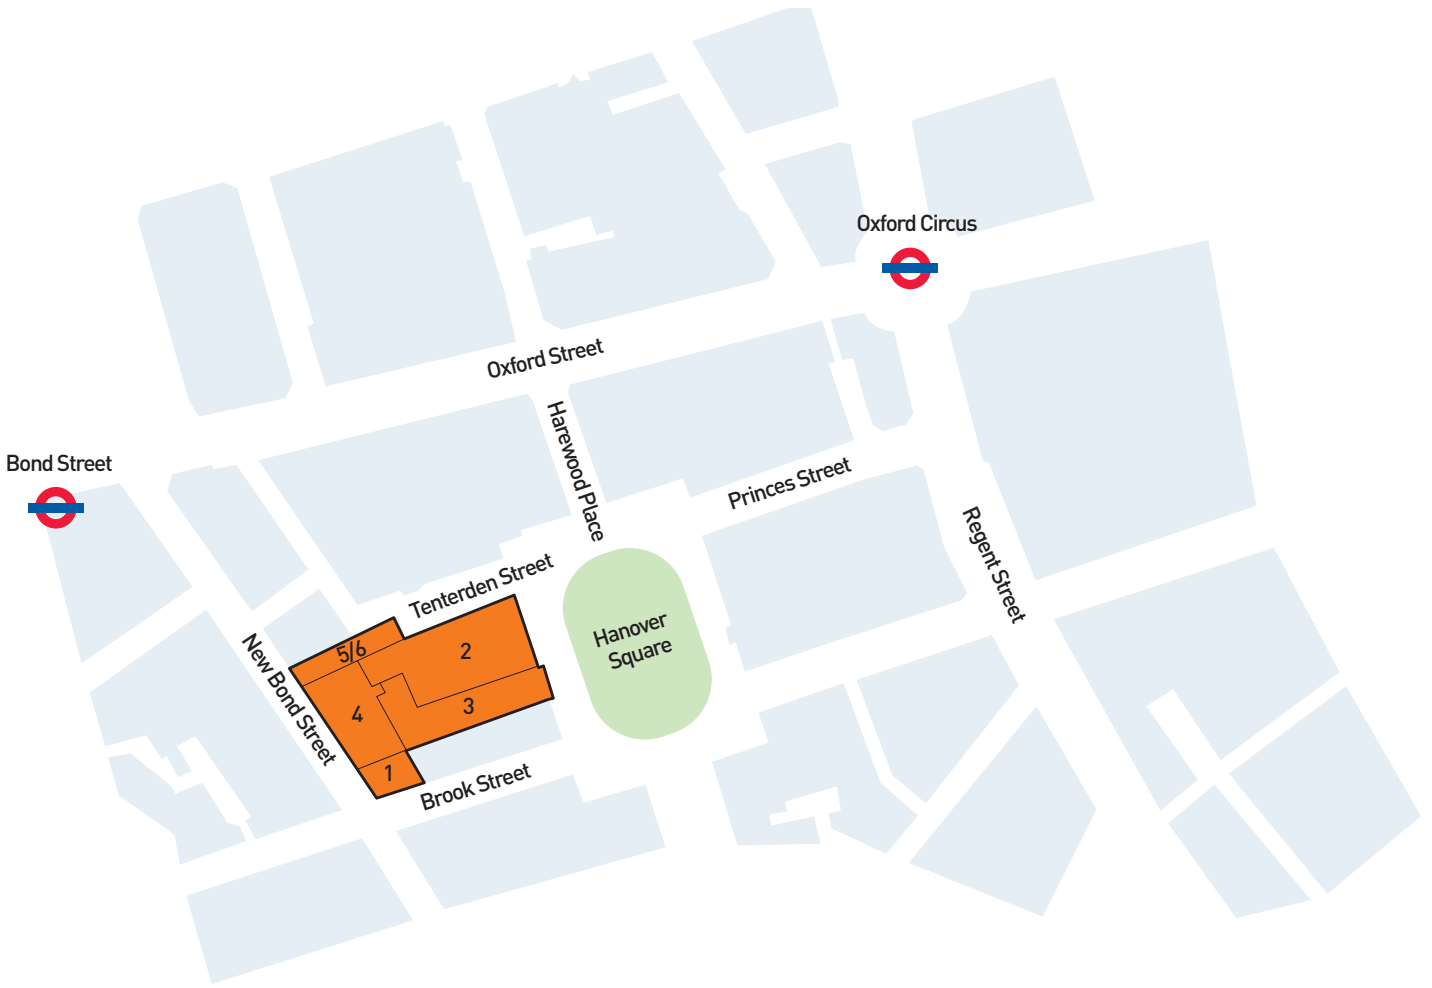 Oxford Circus
Oxford Street
Bond Street
Harewood Place
Princes Street
Regent Street
Tenterden Street
Hanover
Square
New Bond Street
5/6
2
4
3
1
Brook Street